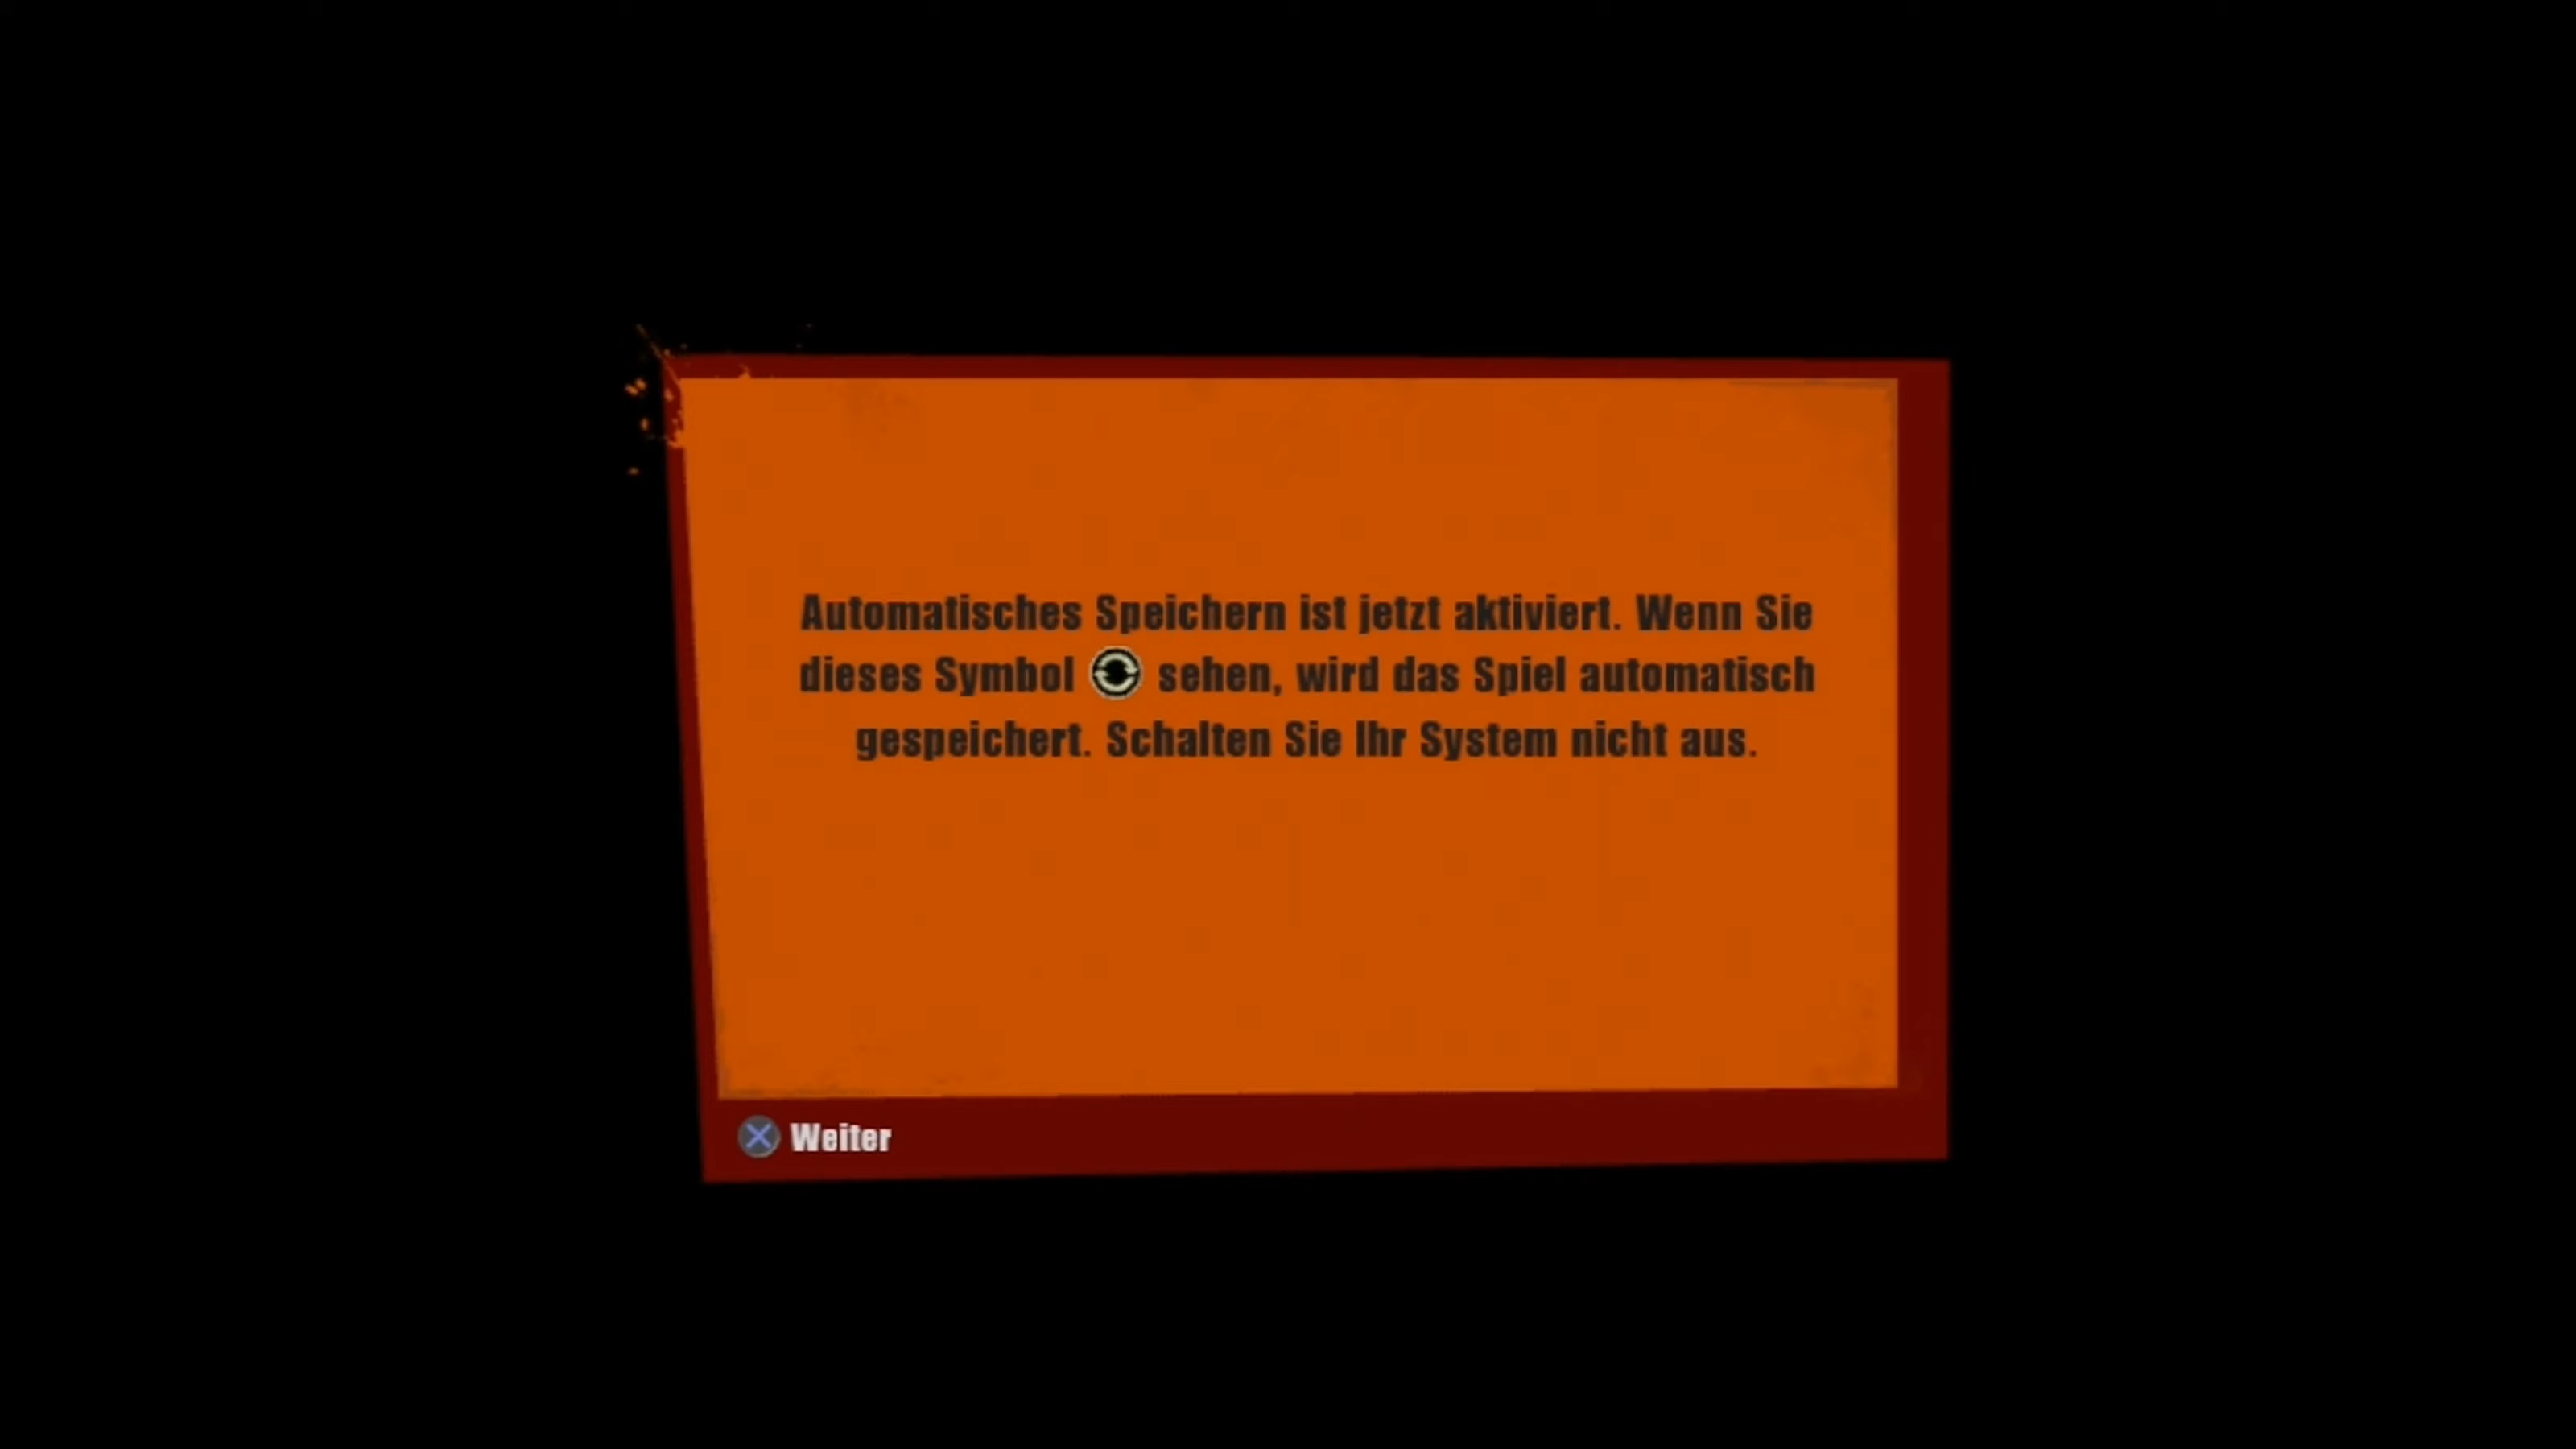 Automatisches Speichern ist jetzt aktiviert. Wenn Sie
dieses Symbol sehen, wird das Spiel automatisch
gespeichert. Schalten Sie Ihr System nicht aus.
Weiter